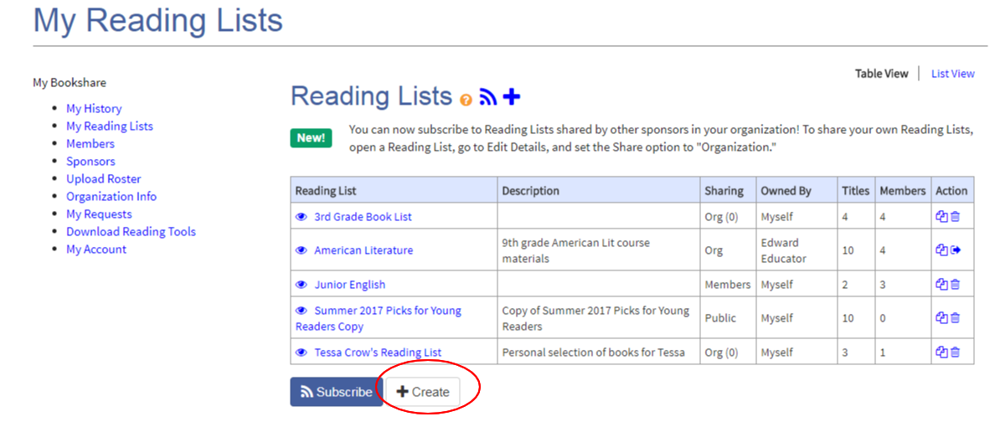 My Reading Lists
Table View | List View
My Bookshare
My History
My Reading Lists
Members
Sponsors
Upload Roster
Organization Info
My Requests
Download Reading Tools
My Account
Reading Lists ?
New! You can now subscribe to Reading Lists shared by other sponsors in your organization! To share your own Reading Lists,
open a Reading List, go to Edit Details, and set the Share option to "Organization."
Reading List Description Sharing Owned By Titles Members Action
3rd Grade Book List Org (0) Myself 4 4
American Literature 9th grade American Lit course materials Org Edward Educator 10 4
Junior English Members Myself 2 3
Summer 2017 Picks for Young Readers Copy Copy of Summer 2017 Picks for Young Readers Public Myself 10 0
Tessa Crow's Reading List Personal selection of books for Tessa Org (0) Myself 3 1
Subscribe Create